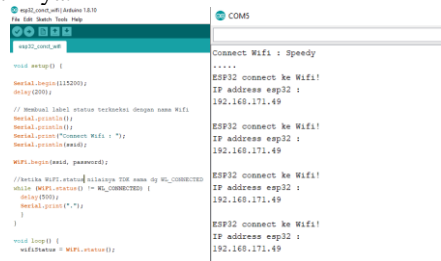 esp32_const_wifi | Arduino 1.8.10
File Edit Sketch Tools Help
esp32_const_wifi
void setup() {
Serial.begin(115200);
delay(200);
// Membuat label status terkneksi dengan nama Wifi
Serial.println();
Serial.println();
Serial.print("Connect Wifi : ");
Serial.println(ssid);
WiFi.begin(ssid, password);
//ketika WiFI.status nilainya TDK sama dg WL_CONNECTED
while (WiFi.status() != WL_CONNECTED) {
delay(500);
Serial.print(".");
}
}
void loop() {
wifiStatus = WiFi.status();
COM5
Connect Wifi : Speedy
.....
ESP32 connect ke Wifi!
IP address esp32 :
192.168.171.49
ESP32 connect ke Wifi!
IP address esp32 :
192.168.171.49
ESP32 connect ke Wifi!
IP address esp32 :
192.168.171.49
ESP32 connect ke Wifi!
IP address esp32 :
192.168.171.49